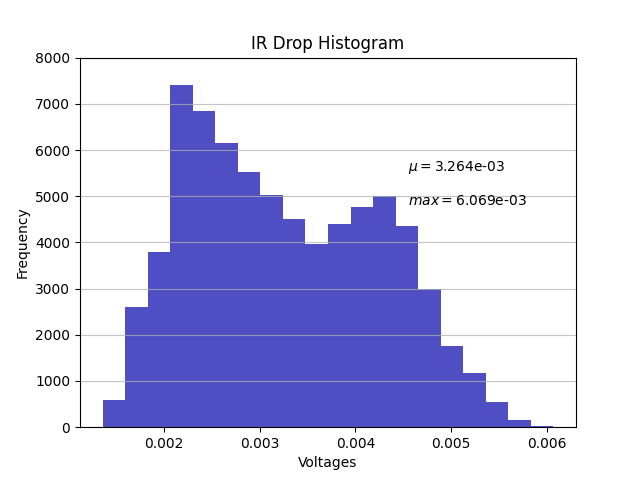 IR Drop Histogram
8000
7000
6000
5000
4000
3000
2000
1000
0
Frequency
μ = 3.264e-03
max = 6.069e-03
0.002 0.003 0.004 0.005 0.006
Voltages